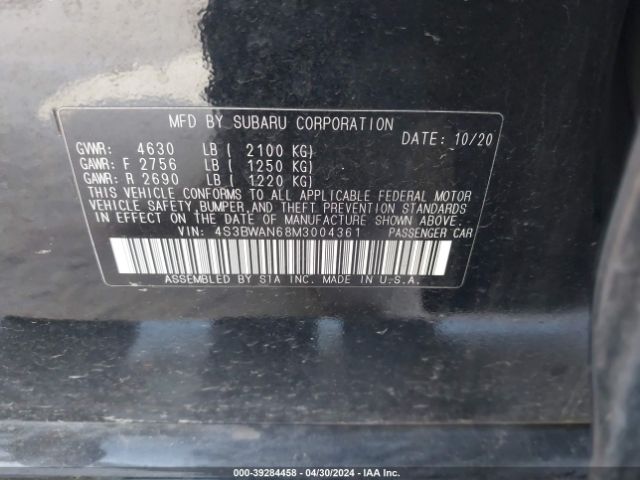 MFD BY SUBARU CORPORATION
DATE: 10/20
GVWR: 4630 LB ( 2100 KG)
GAWR: F 2756 LB ( 1250 KG)
GAWR: R 2690 LB ( 1220 KG)
THIS VEHICLE CONFORMS TO ALL APPLICABLE FEDERAL MOTOR
VEHICLE SAFETY,BUMPER,AND THEFT PREVENTION STANDARDS
IN EFFECT ON THE DATE OF MANUFACTURE SHOWN ABOVE.
VIN: 4S3BWAN68M3004361 PASSENGER CAR
ASSEMBLED BY SIA INC. MADE IN U.S.A.
000-39284458 - 04/30/2024 - IAA Inc.